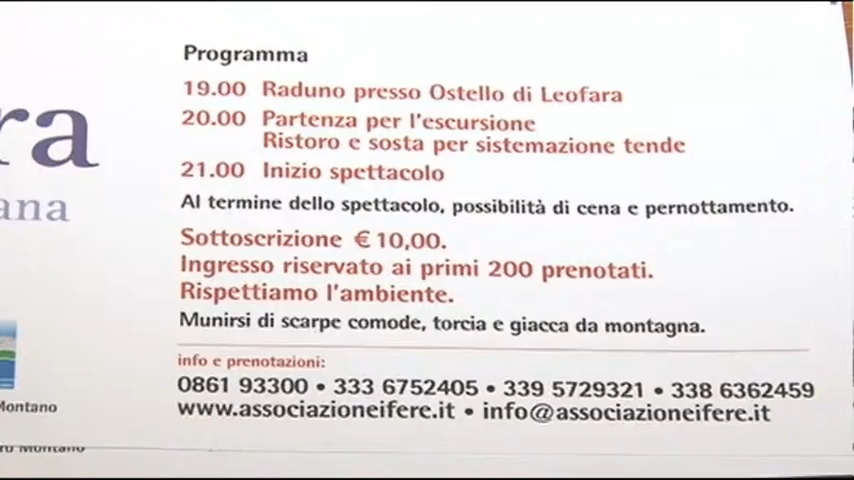 Programma
19.00 Raduno presso Ostello di Leofara
20.00 Partenza per l'escursione
Ristoro e sosta per sistemazione tende
21.00 Inizio spettacolo
Al termine dello spettacolo, possibilità di cena e pernottamento.
Sottoscrizione € 10,00.
Ingresso riservato ai primi 200 prenotati.
Rispettiamo l'ambiente.
Munirsi di scarpe comode, torcia e giacca da montagna.
info e prenotazioni:
0861 93300 • 333 6752405 • 339 5729321 • 338 6362459
www.associazioneifere.it • info@associazioneifere.it
ra
ana
Montano